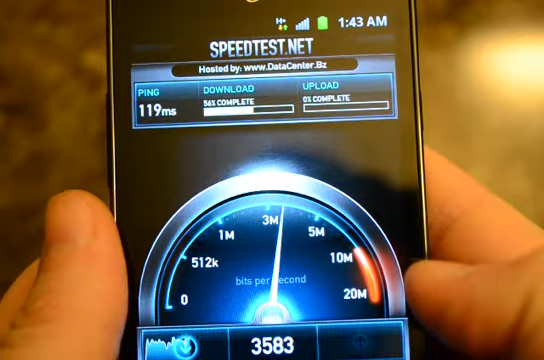 H+ 1:43 AM
SPEEDTEST.NET
Hosted by: www.DataCenter.Bz
PING DOWNLOAD UPLOAD
119ms 56% COMPLETE 0% COMPLETE
3M
1M 5M
512k 10M
bits per second
0 20M
3583